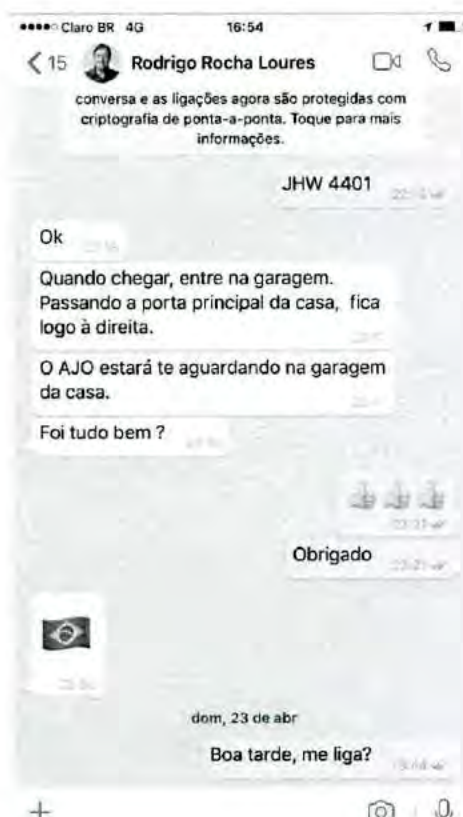 Claro BR 4G 16:54
15 Rodrigo Rocha Loures
conversa e as ligações agora são protegidas com
criptografia de ponta-a-ponta. Toque para mais
informações.
JHW 4401
Ok
Quando chegar, entre na garagem.
Passando a porta principal da casa, fica
logo à direita.
O AJO estará te aguardando na garagem
da casa.
Foi tudo bem ?
Obrigado
dom, 23 de abr
Boa tarde, me liga?